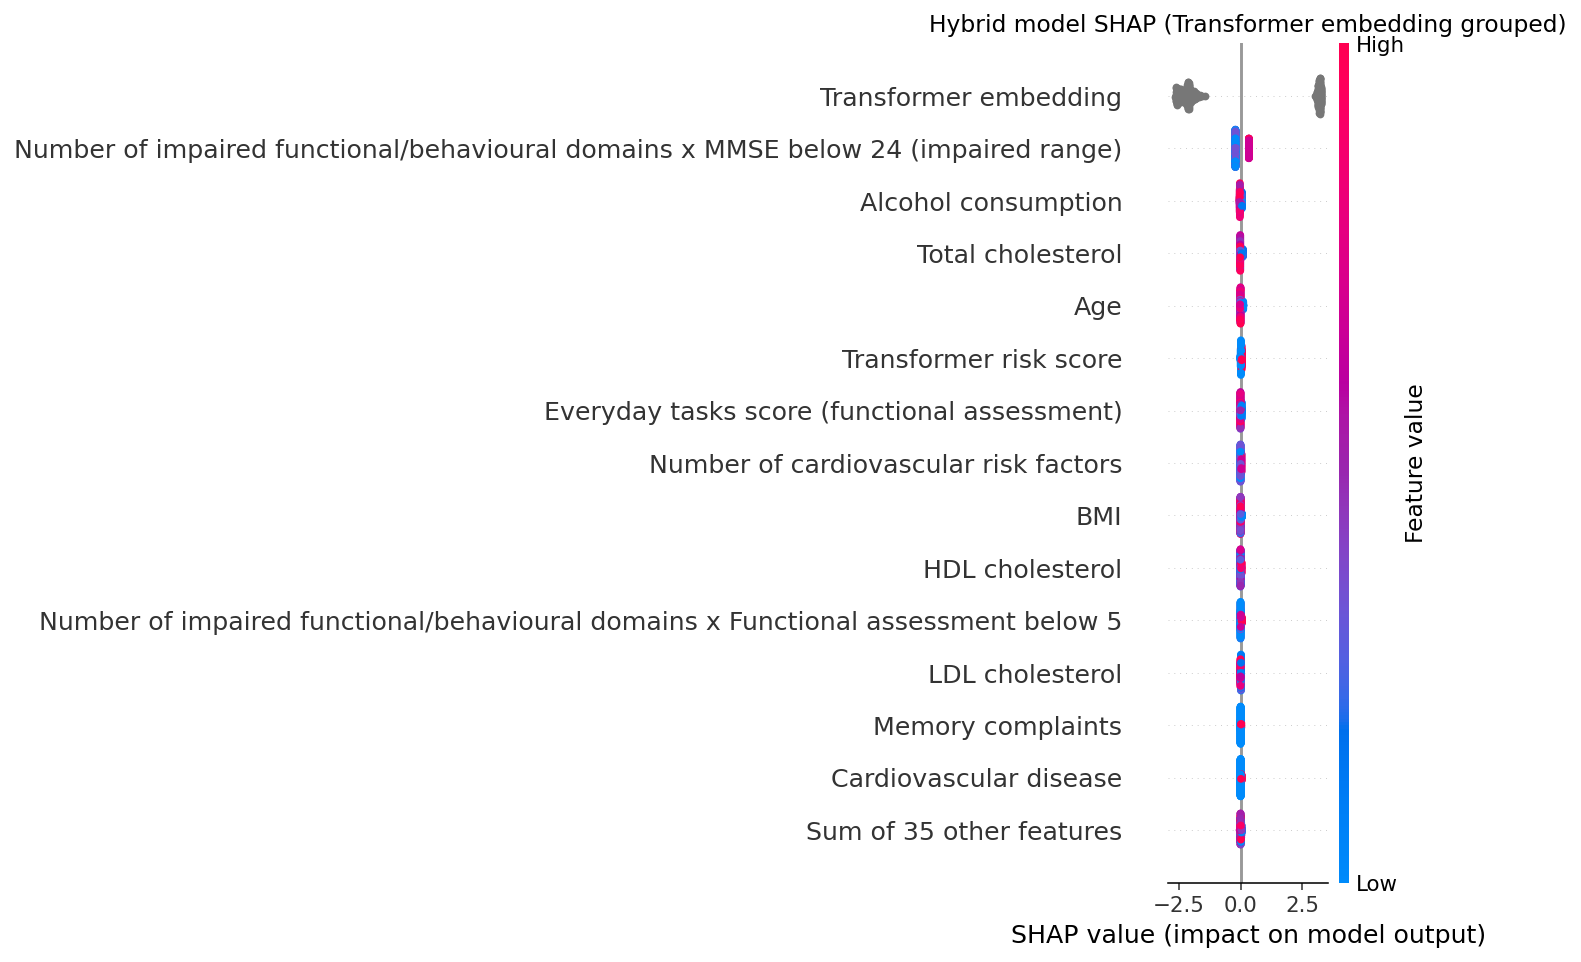 Hybrid model SHAP (Transformer embedding grouped)
High
Transformer embedding
Number of impaired functional/behavioural domains x MMSE below 24 (impaired range)
Alcohol consumption
Total cholesterol
Age
Transformer risk score
Everyday tasks score (functional assessment)
Number of cardiovascular risk factors
BMI
HDL cholesterol
Number of impaired functional/behavioural domains x Functional assessment below 5
LDL cholesterol
Memory complaints
Cardiovascular disease
Sum of 35 other features
Feature value
Low
−2.5 0.0 2.5
SHAP value (impact on model output)